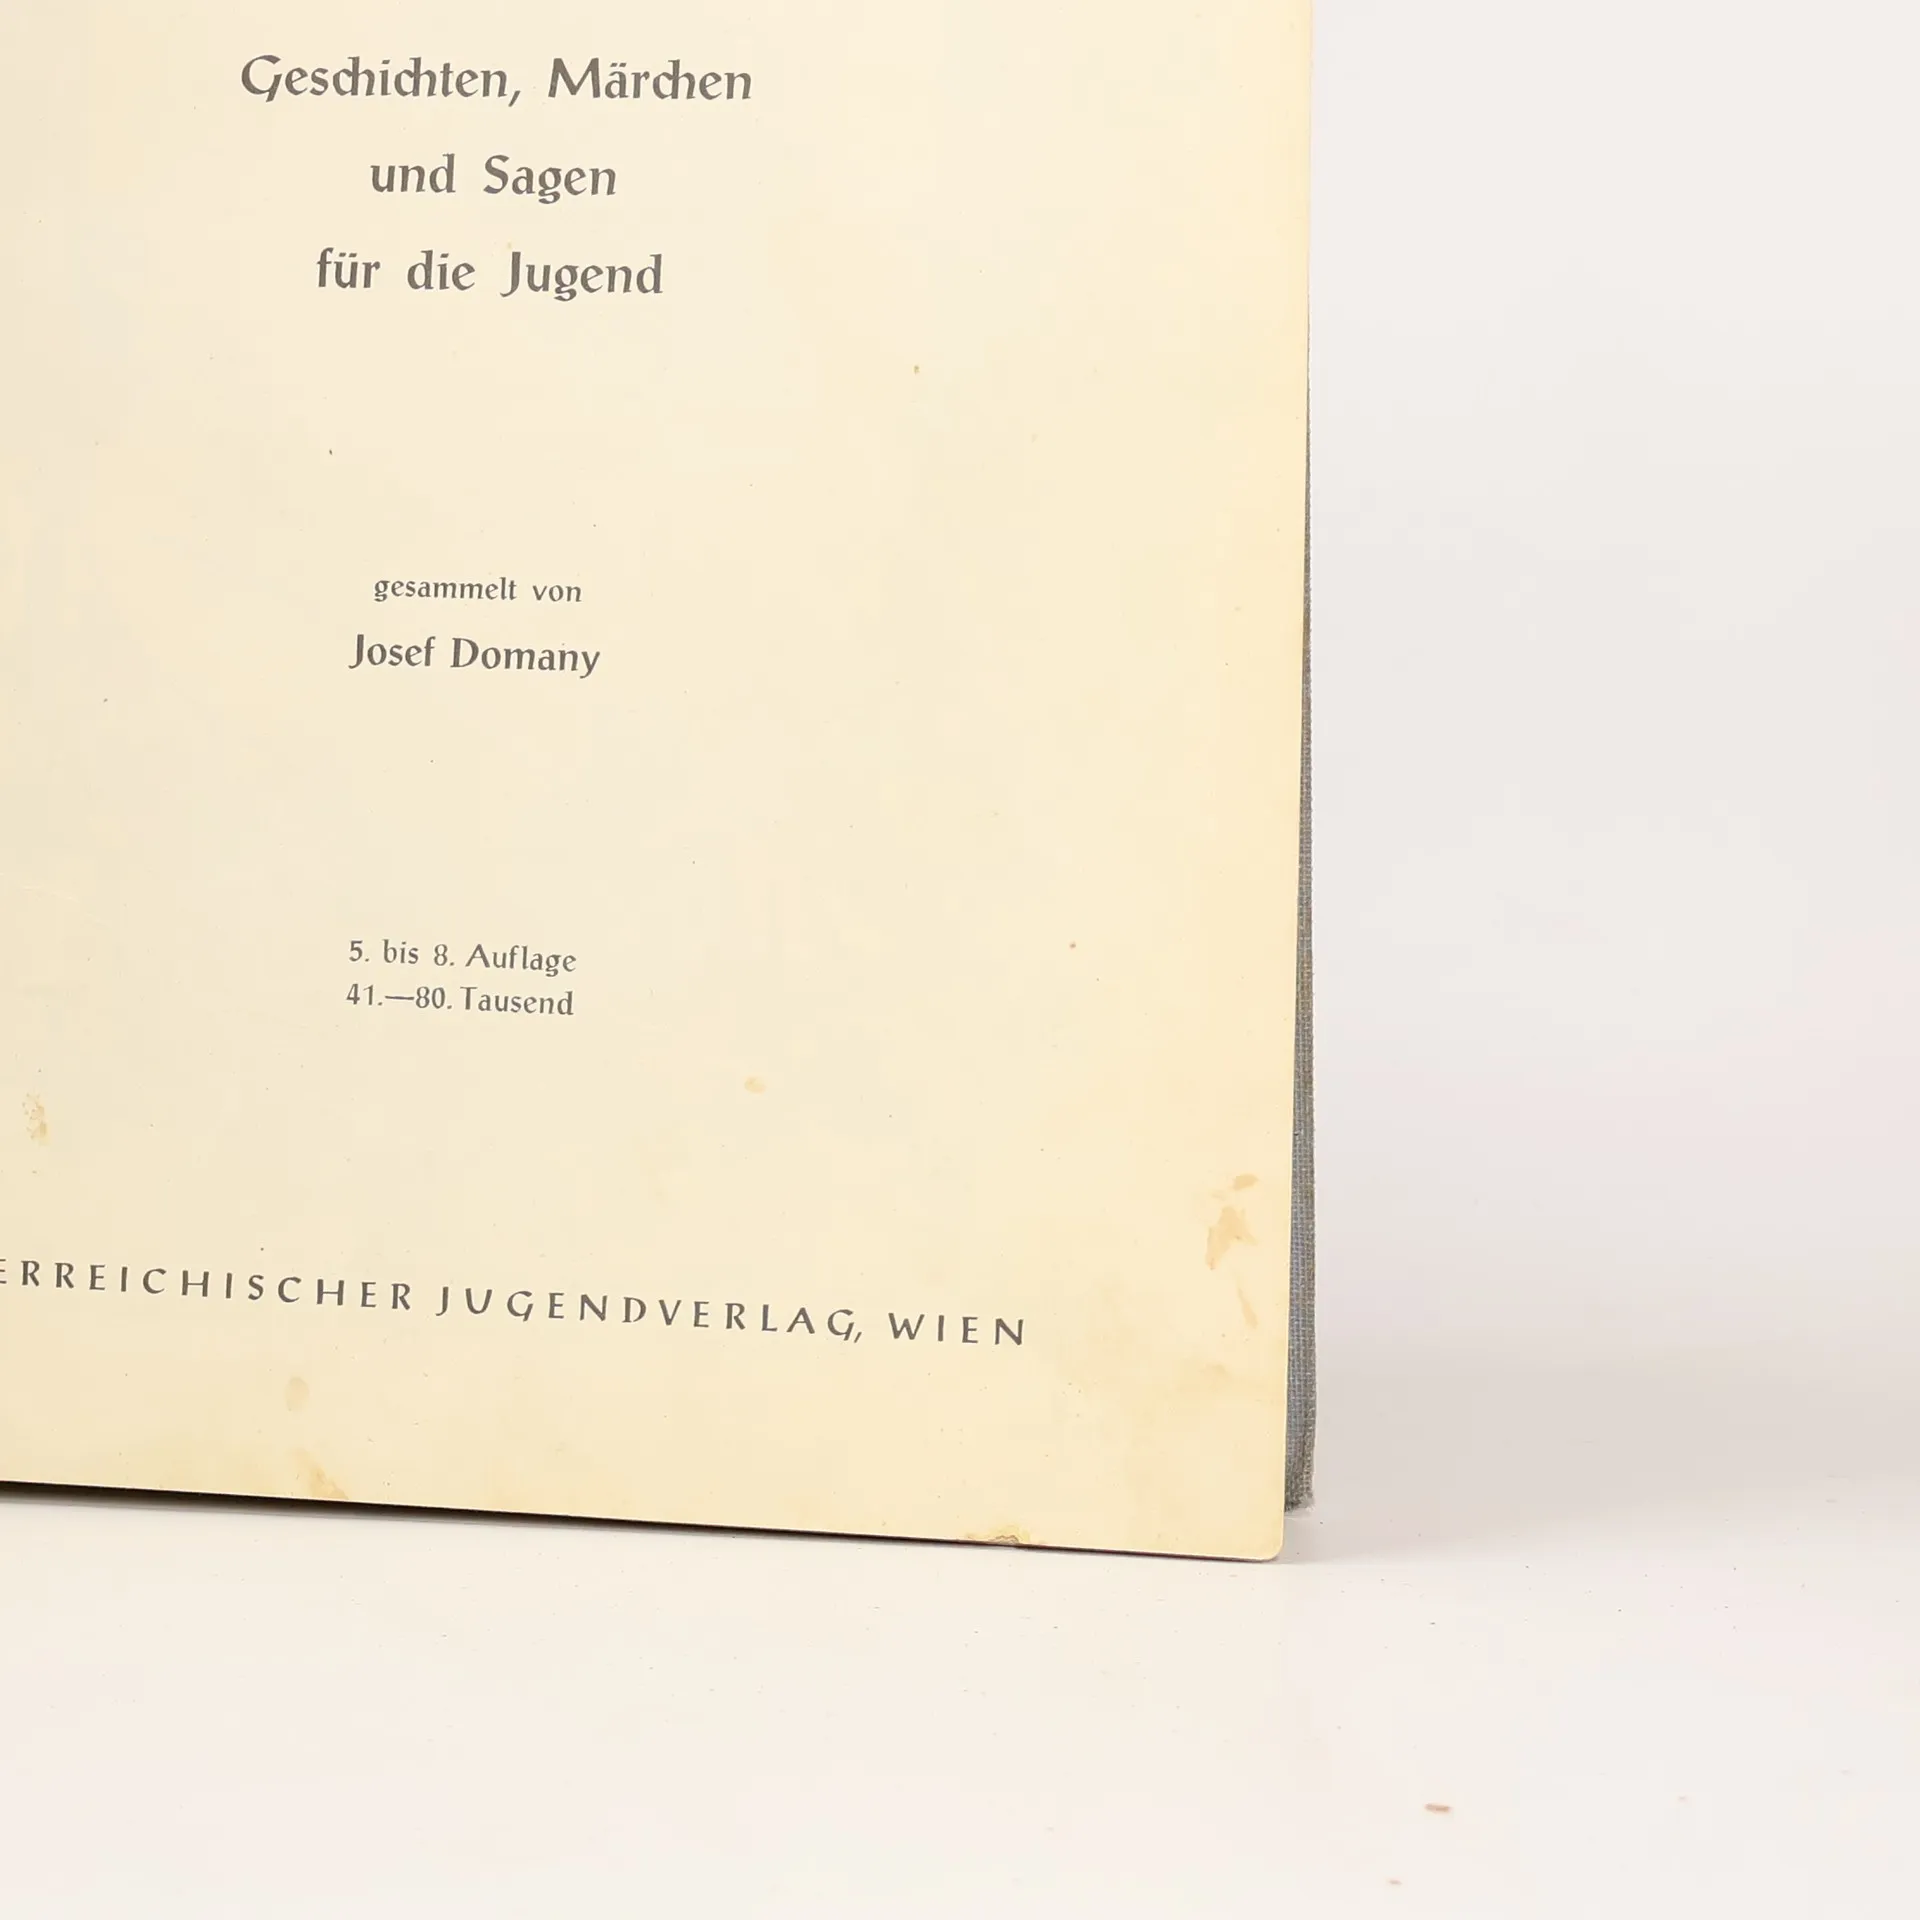 Geschichten, Märchen
und Sagen
für die Jugend
gesammelt von
Josef Domany
5. bis 8. Auflage
41.—80. Tausend
ERREICHISCHER JUGENDVERLAG, WIEN